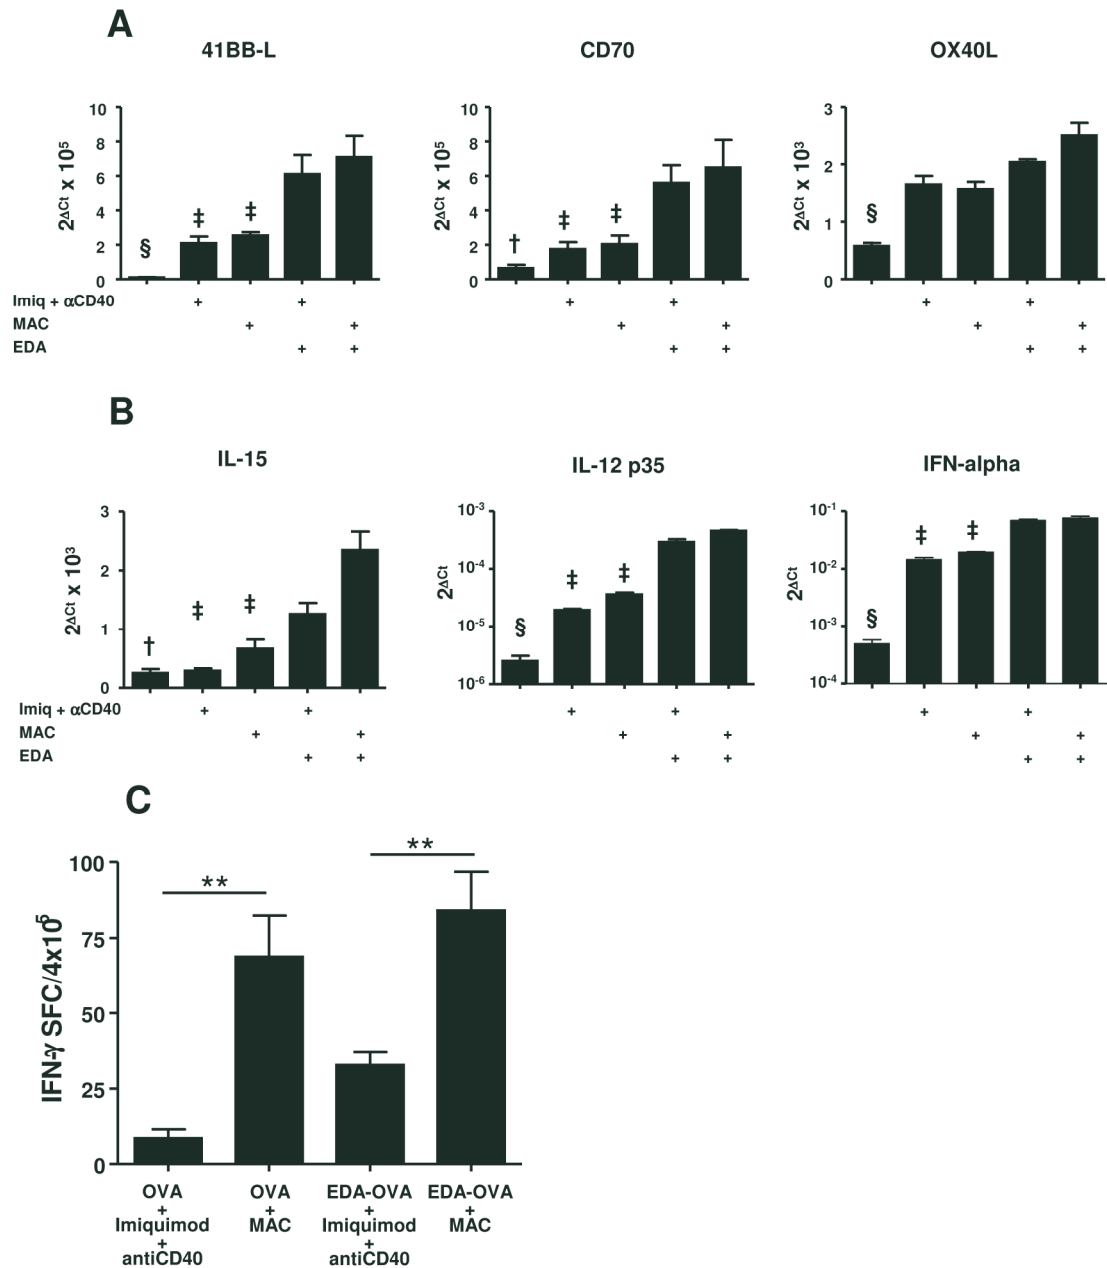 A
41BB-L CD70 OX40L
2ΔCt x 10⁵
10
8
6
4
2
0
§ ‡ ‡
2ΔCt x 10⁵
10
8
6
4
2
0
† ‡ ‡
2ΔCt x 10³
3
2
1
0
§
Imiq + αCD40 + + + + + +
MAC + + + + + +
EDA + + + + + +
B
IL-15 IL-12 p35 IFN-alpha
2ΔCt x 10³
3
2
1
0
† ‡ ‡
2ΔCt
10⁻³
10⁻⁴
10⁻⁵
10⁻⁶
§ ‡ ‡
2ΔCt
10⁻¹
10⁻²
10⁻³
10⁻⁴
§ ‡ ‡
Imiq + αCD40 + + + + + +
MAC + + + + + +
EDA + + + + + +
C
IFN-γ SFC/4x10⁵
100
75
50
25
0
** **
OVA OVA EDA-OVA EDA-OVA
+ + + +
Imiquimod MAC Imiquimod MAC
+ +
antiCD40 antiCD40